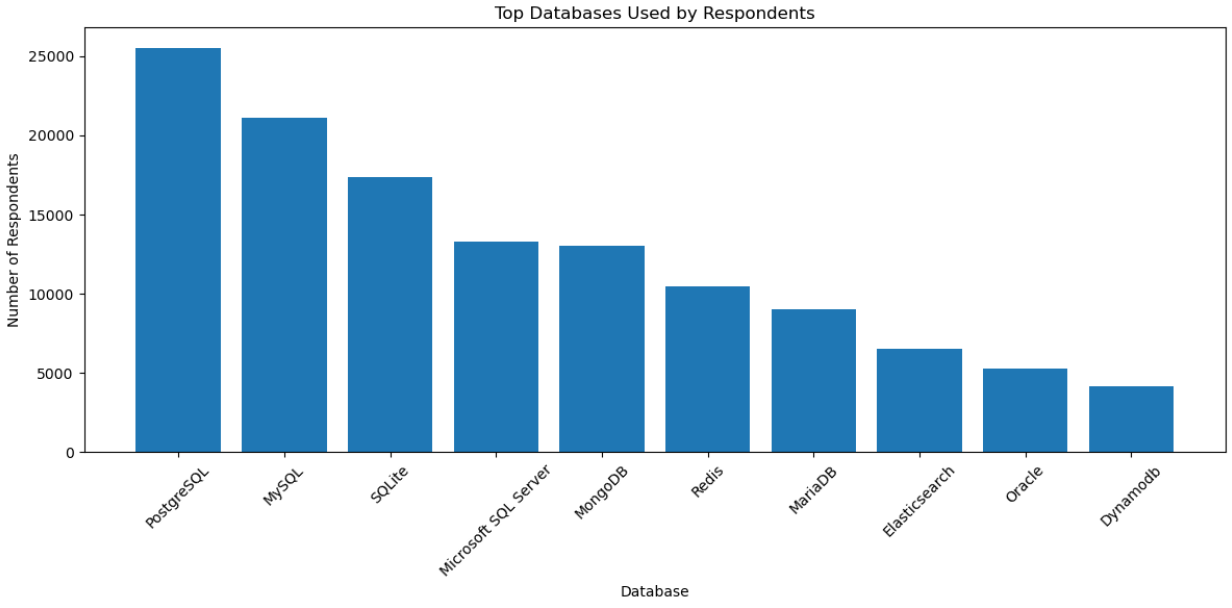 Top Databases Used by Respondents
Number of Respondents
25000
20000
15000
10000
5000
0
PostgreSQL
MySQL
SQLite
Microsoft SQL Server
MongoDB
Redis
MariaDB
Elasticsearch
Oracle
Dynamodb
Database